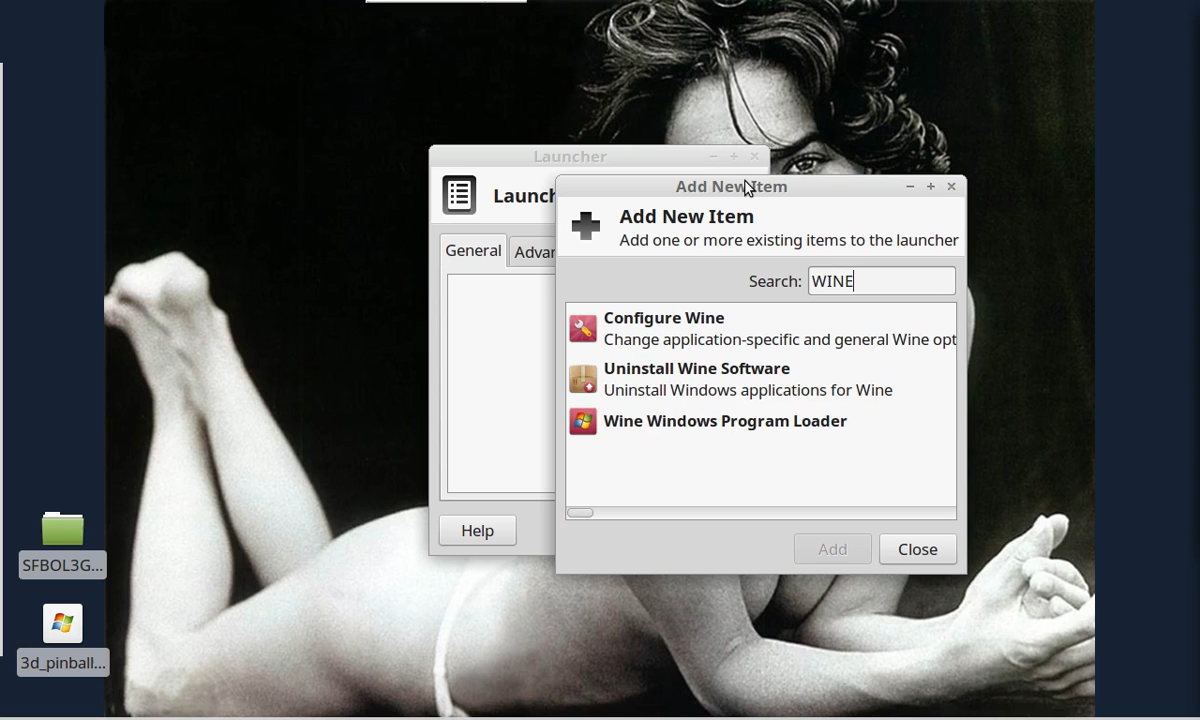 Launcher
Add New Item
Launch
Add New Item
Add one or more existing items to the launcher
General
Advan
Search:
WINE
Configure Wine
Change application-specific and general Wine opt
Uninstall Wine Software
Uninstall Windows applications for Wine
Wine Windows Program Loader
Help
Add
Close
SFBOL3G...
3d_pinball...